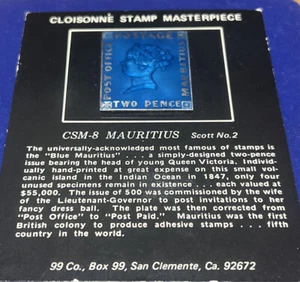 CLOISONNE STAMP MASTERPIECE
POSTAGE
POST OFFICE
MAURITIUS
TWO PENCE
CSM-8 MAURITIUS Scott No. 2
The universally-acknowledged most famous of stamps is
the "Blue Mauritius" . . . a simply-designed two-pence
issue bearing the head of young Queen Victoria. Individ-
ually hand-printed at great expense on this small vol-
canic island in the Indian Ocean in 1847, only four
unused specimens remain in existence . . . each valued at
$55,000. The issue of 500 was commissioned by the wife
of the Lieutenant-Governor to post invitations to her
fancy dress ball. The plate was then corrected from
"Post Office" to "Post Paid." Mauritius was the first
British colony to produce adhesive stamps . . . fifth
country in the world.
99 Co., Box 99, San Clemente, Ca. 92672